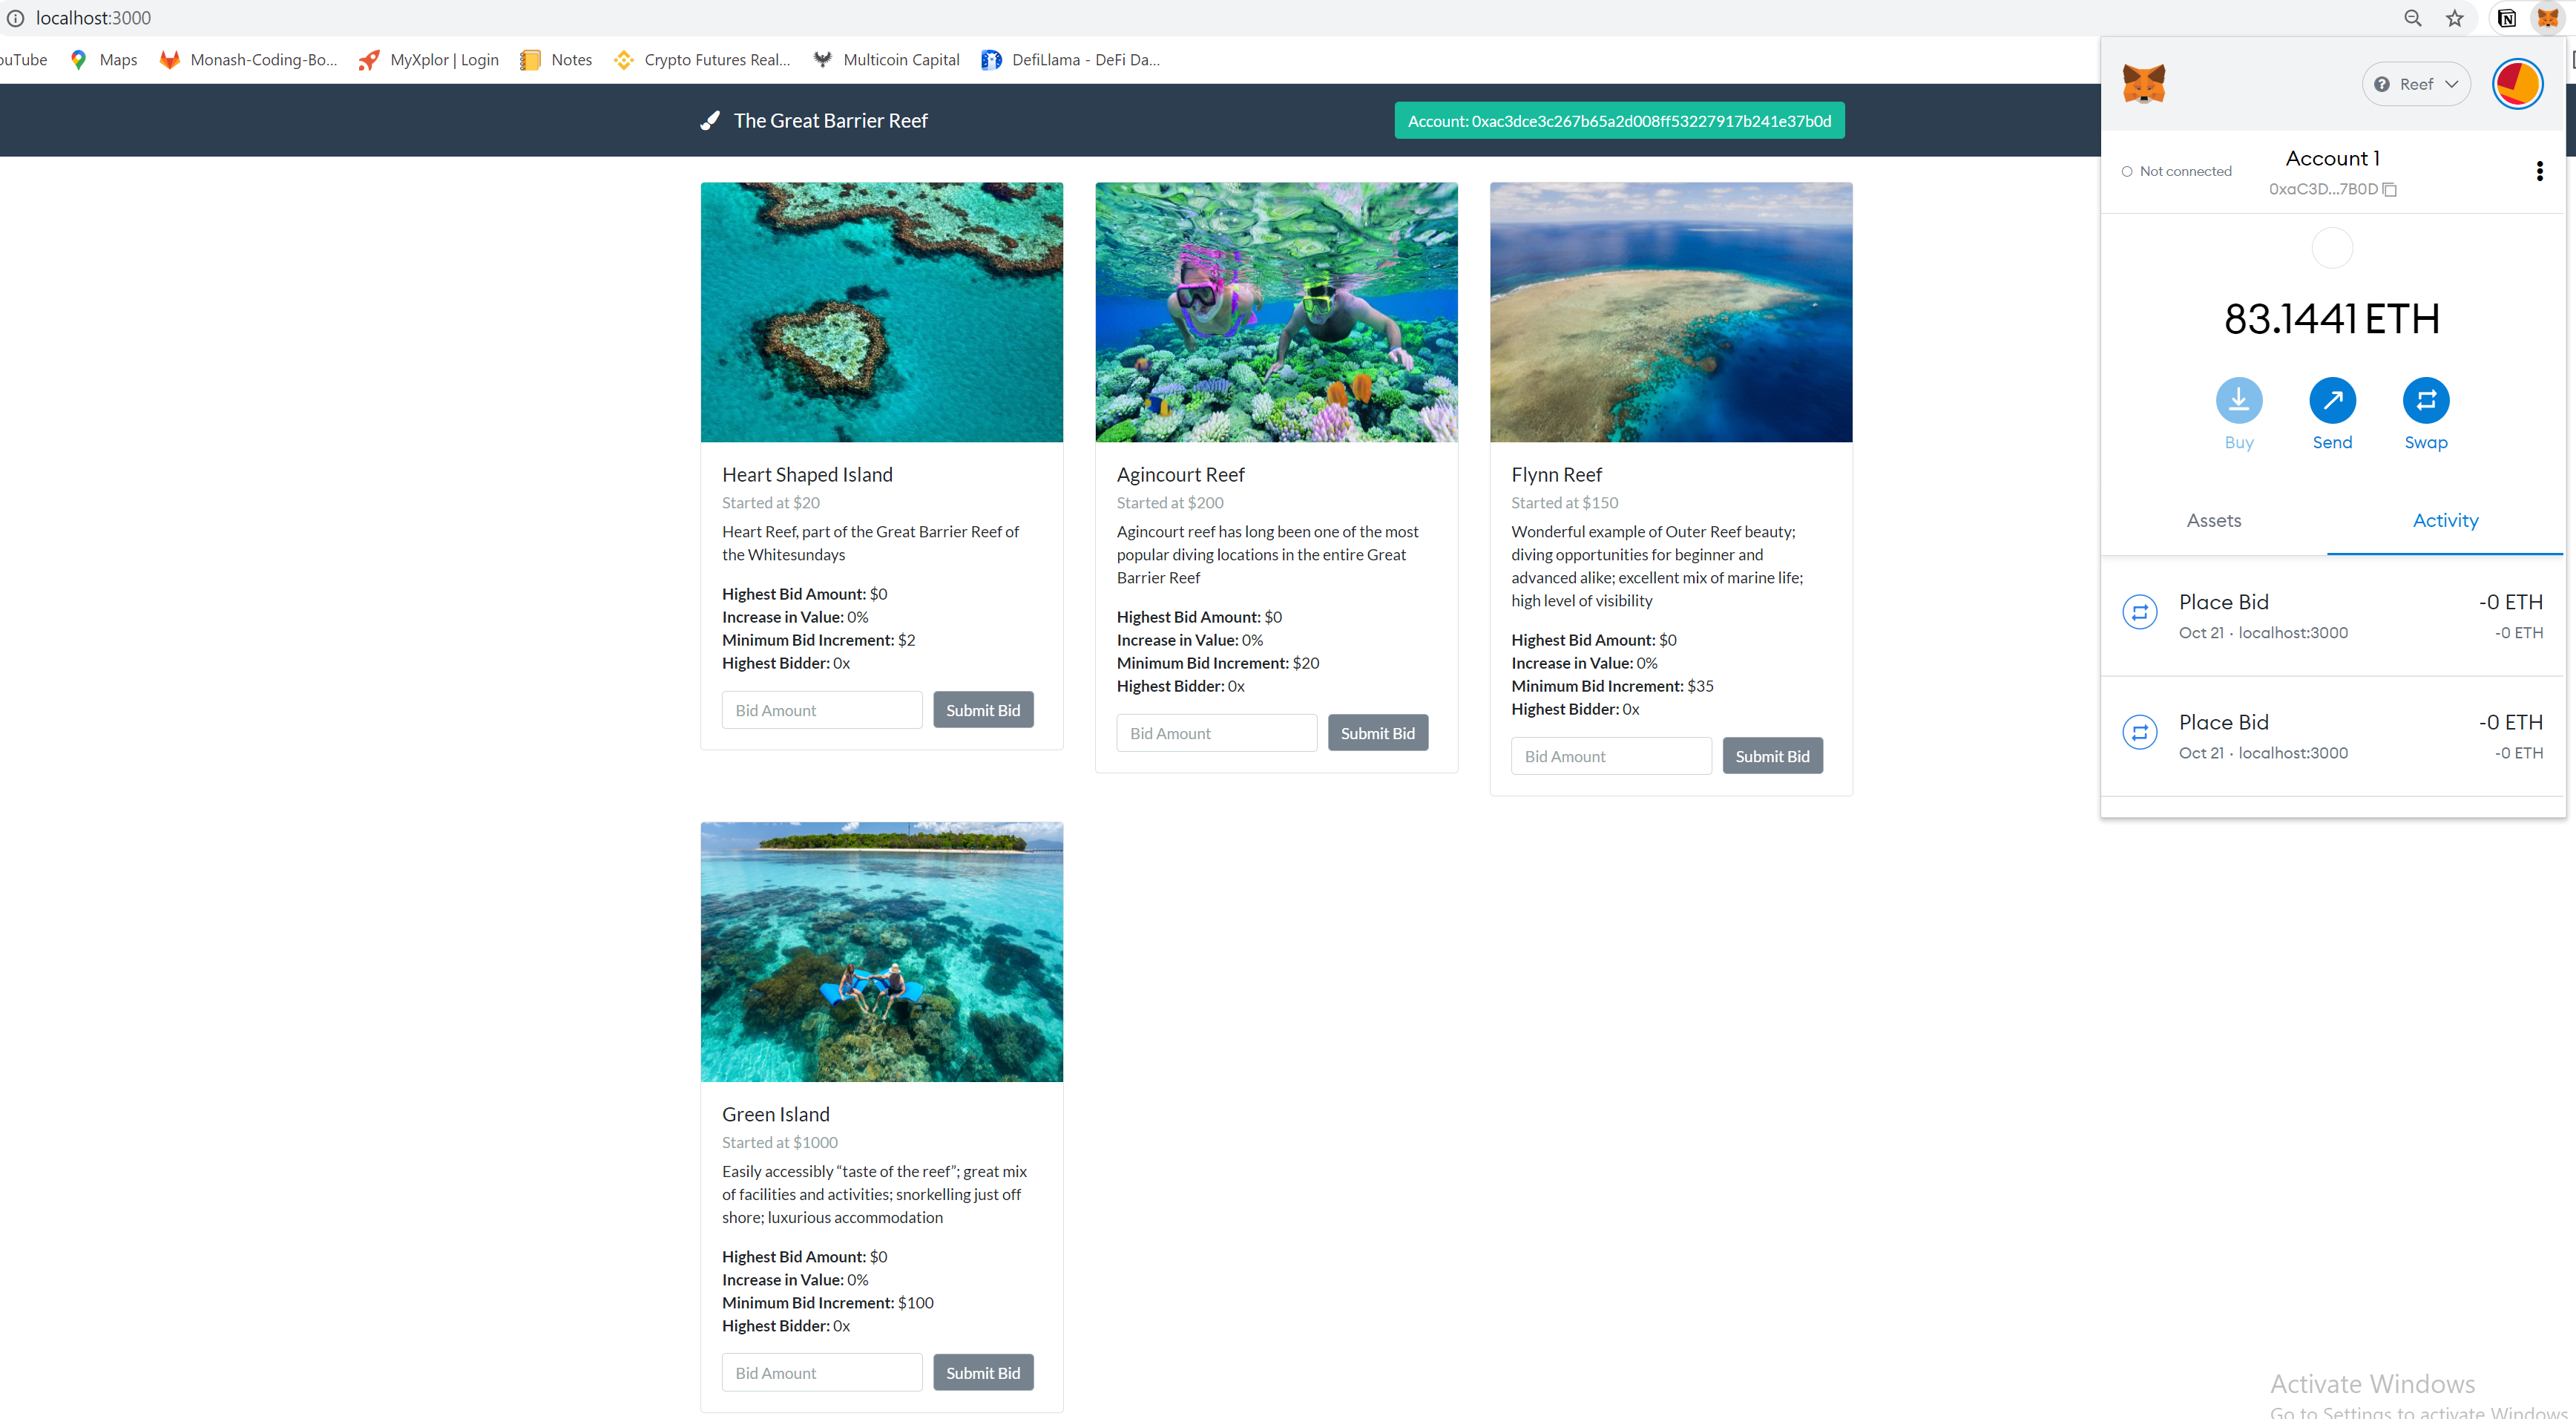 localhost:3000
ouTube
Maps
Monash-Coding-Bo...
MyXplor | Login
Notes
Crypto Futures Real...
Multicoin Capital
DefiLlama - DeFi Da...
The Great Barrier Reef
Account: 0xac3dce3c267b65a2d008ff53227917b241e37b0d
Heart Shaped Island
Started at $20
Heart Reef, part of the Great Barrier Reef of
the Whitesundays
Highest Bid Amount: $0
Increase in Value: 0%
Minimum Bid Increment: $2
Highest Bidder: 0x
Bid Amount
Submit Bid
Agincourt Reef
Started at $200
Agincourt reef has long been one of the most
popular diving locations in the entire Great
Barrier Reef
Highest Bid Amount: $0
Increase in Value: 0%
Minimum Bid Increment: $20
Highest Bidder: 0x
Bid Amount
Submit Bid
Flynn Reef
Started at $150
Wonderful example of Outer Reef beauty;
diving opportunities for beginner and
advanced alike; excellent mix of marine life;
high level of visibility
Highest Bid Amount: $0
Increase in Value: 0%
Minimum Bid Increment: $35
Highest Bidder: 0x
Bid Amount
Submit Bid
Green Island
Started at $1000
Easily accessibly “taste of the reef”; great mix
of facilities and activities; snorkelling just off
shore; luxurious accommodation
Highest Bid Amount: $0
Increase in Value: 0%
Minimum Bid Increment: $100
Highest Bidder: 0x
Bid Amount
Submit Bid
Reef
Not connected
Account 1
0xaC3D...7B0D
83.1441 ETH
Buy
Send
Swap
Assets
Activity
Place Bid
-0 ETH
Oct 21 · localhost:3000
-0 ETH
Place Bid
-0 ETH
Oct 21 · localhost:3000
-0 ETH
Activate Windows
Go to Settings to activate Windows